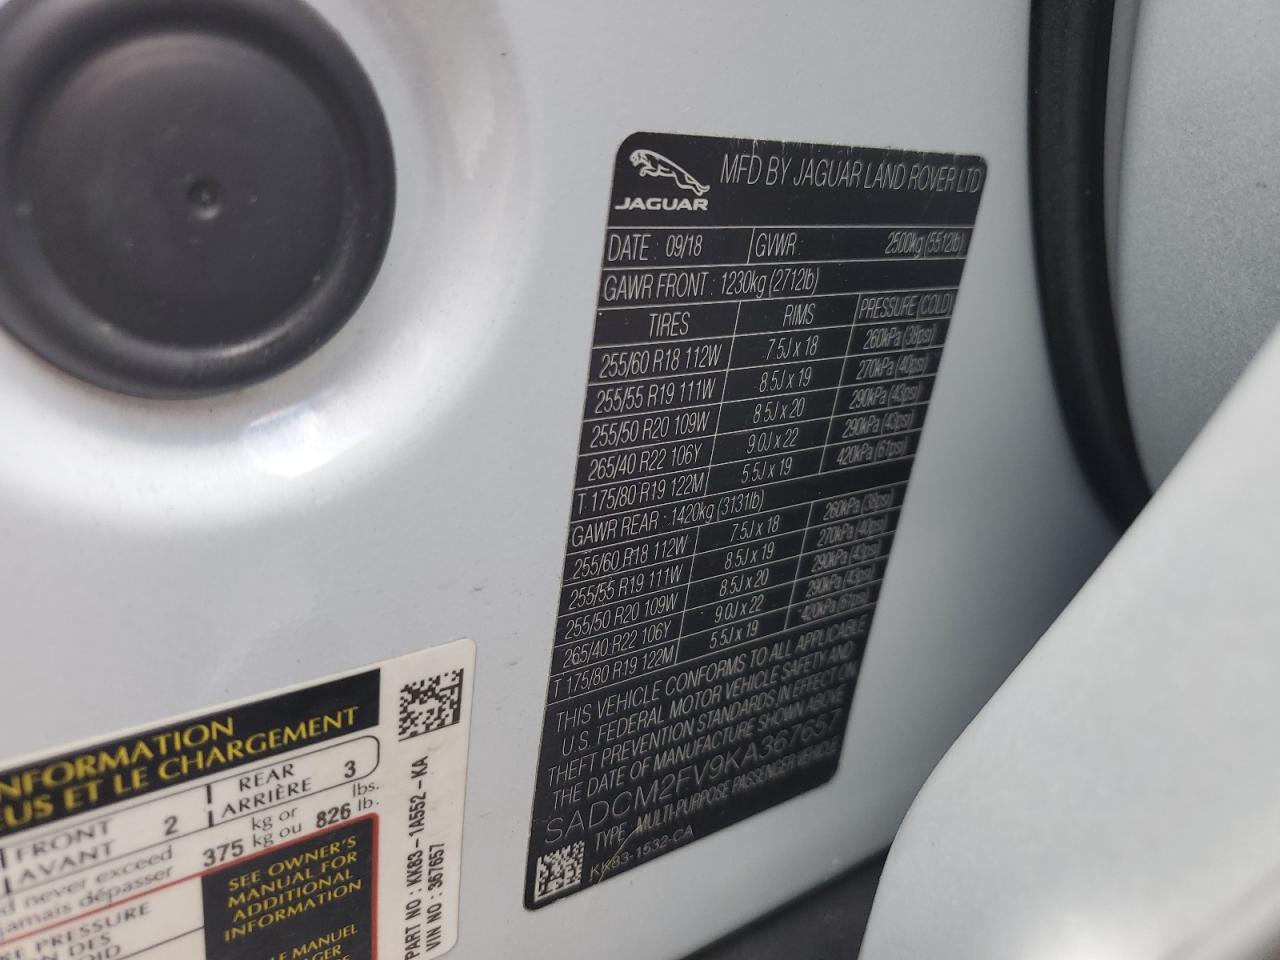 JAGUAR
MFD BY JAGUAR LAND ROVER LTD
DATE : 09/18 GVWR : 2500kg (5512lb)
GAWR FRONT : 1230kg (2712lb)
TIRES RIMS PRESSURE (COLD)
255/60 R18 112W 7.5J x 18 260kPa (38psi)
255/55 R19 111W 8.5J x 19 270kPa (40psi)
255/50 R20 109W 8.5J x 20 290kPa (43psi)
265/40 R22 106Y 9.0J x 22 290kPa (43psi)
T 175/80 R19 122M 5.5J x 19 420kPa (61psi)
GAWR REAR : 1420kg (3131lb)
255/60 R18 112W 7.5J x 18 260kPa (38psi)
255/55 R19 111W 8.5J x 19 270kPa (40psi)
255/50 R20 109W 8.5J x 20 290kPa (43psi)
265/40 R22 106Y 9.0J x 22 290kPa (43psi)
T 175/80 R19 122M 5.5J x 19 420kPa (61psi)
THIS VEHICLE CONFORMS TO ALL APPLICABLE
U.S. FEDERAL MOTOR VEHICLE SAFETY AND
THEFT PREVENTION STANDARDS IN EFFECT ON
THE DATE OF MANUFACTURE SHOWN ABOVE
SADCM2FV9KA367657
TYPE : MULTI-PURPOSE PASSENGER VEHICLE
KK83-1532-CA
NFORMATION
EUS ET LE CHARGEMENT
FRONT 2 REAR 3
AVANT ARRIÈRE
d never exceed 375 kg or 826 lbs.
jamais dépasser kg ou lb.
RE PRESSURE
ON DES
OID
SEE OWNER'S
MANUAL FOR
ADDITIONAL
INFORMATION
LE MANUEL
AGER
PART NO : KK83-1A552-KA
VIN NO : 367657